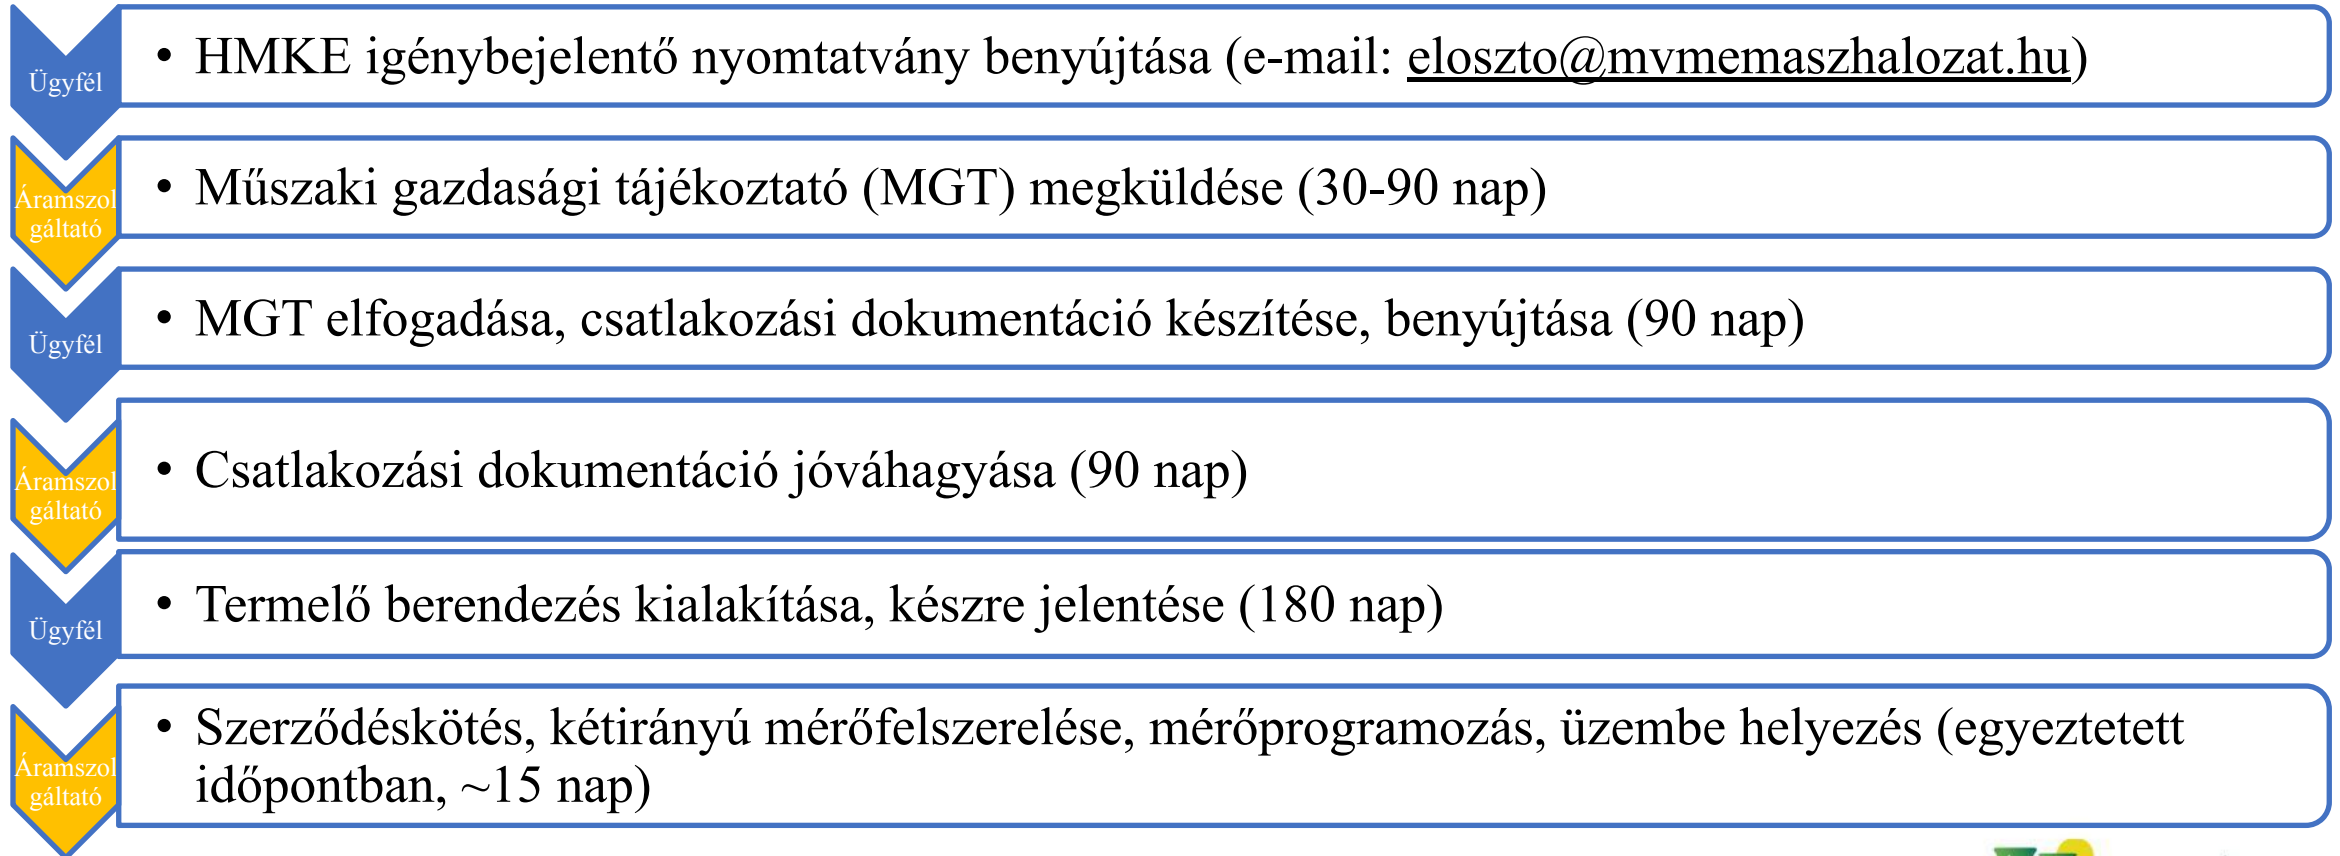 Ügyfél
• HMKE igénybejelentő nyomtatvány benyújtása (e-mail: eloszto@mvmemaszhalozat.hu)
Áramszol
gáltató
• Műszaki gazdasági tájékoztató (MGT) megküldése (30-90 nap)
Ügyfél
• MGT elfogadása, csatlakozási dokumentáció készítése, benyújtása (90 nap)
Áramszol
gáltató
• Csatlakozási dokumentáció jóváhagyása (90 nap)
Ügyfél
• Termelő berendezés kialakítása, készre jelentése (180 nap)
Áramszol
gáltató
• Szerződéskötés, kétirányú mérőfelszerelése, mérőprogramozás, üzembe helyezés (egyeztetett
időpontban, ~15 nap)